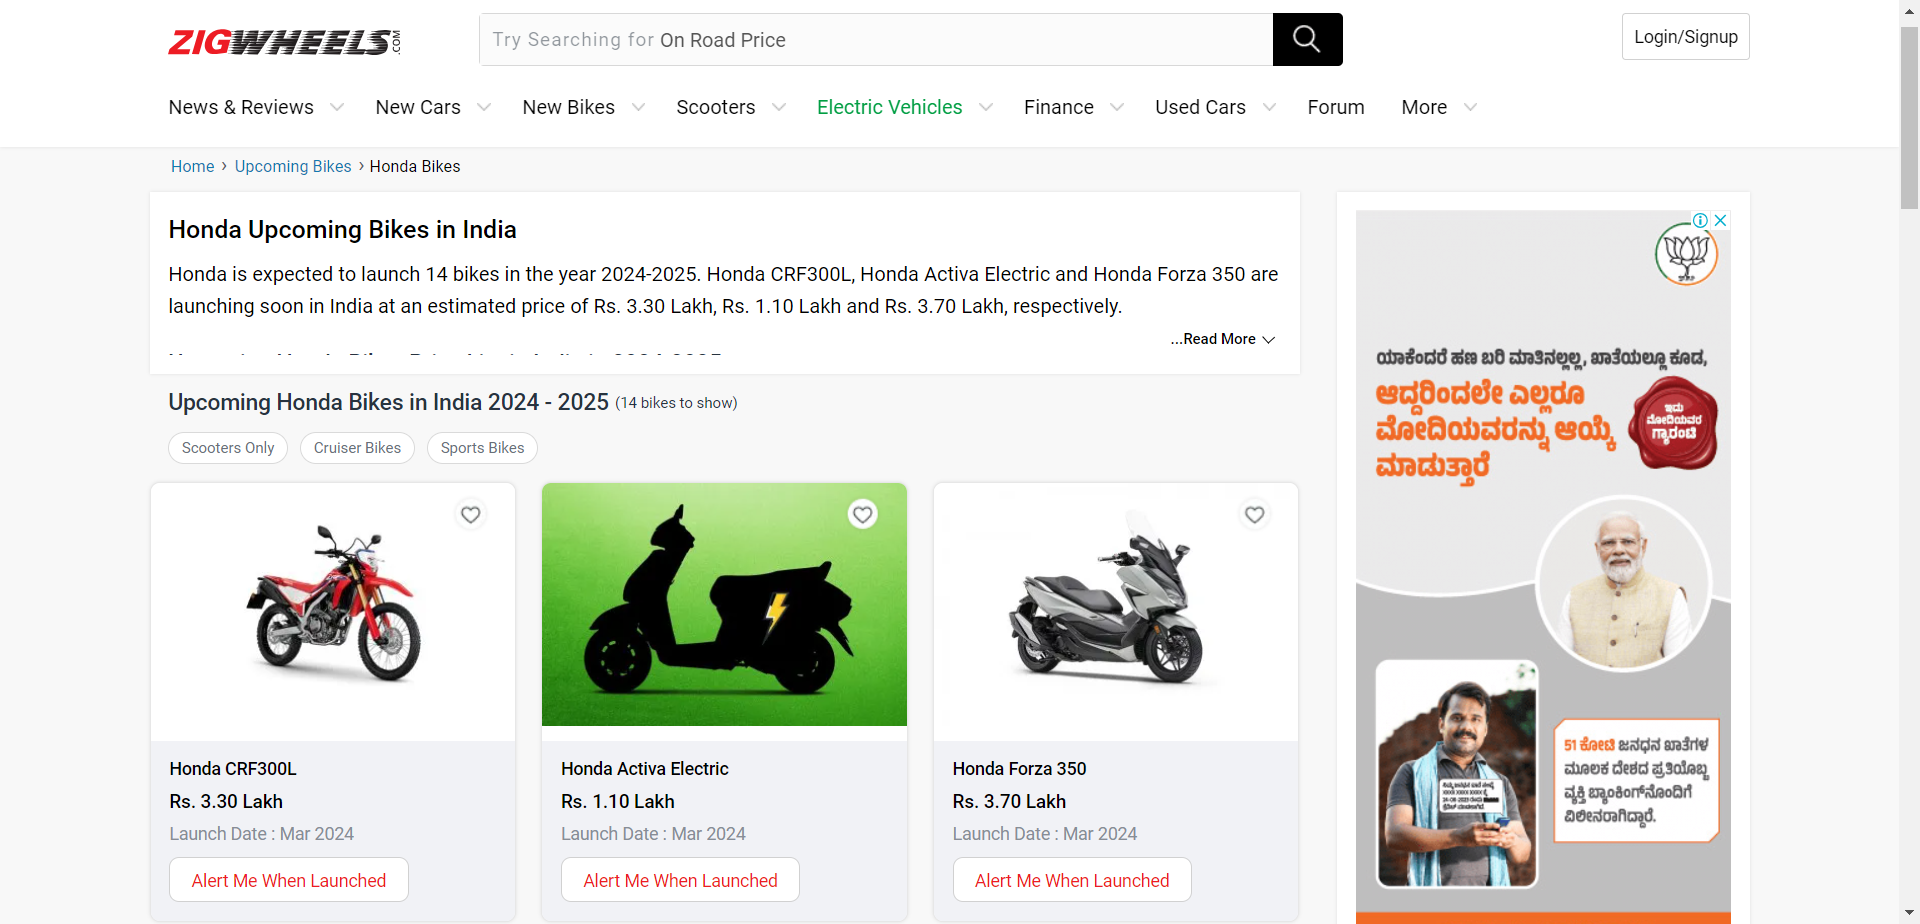 ZIGWHEELS.COM
Try Searching for On Road Price
Login/Signup
News & Reviews
New Cars
New Bikes
Scooters
Electric Vehicles
Finance
Used Cars
Forum
More
Home › Upcoming Bikes › Honda Bikes
Honda Upcoming Bikes in India
Honda is expected to launch 14 bikes in the year 2024-2025. Honda CRF300L, Honda Activa Electric and Honda Forza 350 are
launching soon in India at an estimated price of Rs. 3.30 Lakh, Rs. 1.10 Lakh and Rs. 3.70 Lakh, respectively.
...Read More
Upcoming Honda Bikes in India 2024 - 2025 (14 bikes to show)
Scooters Only
Cruiser Bikes
Sports Bikes
Honda CRF300L
Rs. 3.30 Lakh
Launch Date : Mar 2024
Alert Me When Launched
Honda Activa Electric
Rs. 1.10 Lakh
Launch Date : Mar 2024
Alert Me When Launched
Honda Forza 350
Rs. 3.70 Lakh
Launch Date : Mar 2024
Alert Me When Launched
ಯಾಕೆಂದರೆ ಹಣ ಬರಿ ಮಾತಿನಲ್ಲಲ್ಲ, ಖಾತೆಯಲ್ಲೂ ಕೂಡ,
ಆದ್ದರಿಂದಲೇ ಎಲ್ಲರೂ
ಮೋದಿಯವರನ್ನು ಆಯ್ಕೆ
ಮಾಡುತ್ತಾರೆ
ಇದು
ಮೋದಿಯವರ
ಗ್ಯಾರಂಟಿ
51 ಕೋಟಿ ಜನಧನ ಖಾತೆಗಳ
ಮೂಲಕ ದೇಶದ ಪ್ರತಿಯೊಬ್ಬ
ವ್ಯಕ್ತಿ ಬ್ಯಾಂಕಿಂಗ್‌ನೊಂದಿಗೆ
ವಿಲೀನರಾಗಿದ್ದಾರೆ.